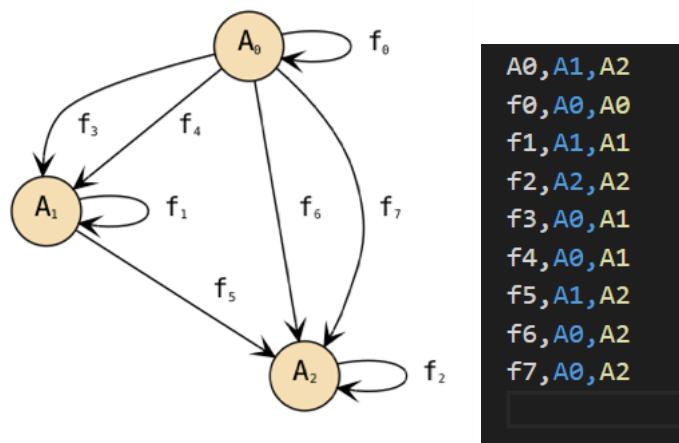 A₀
f₀
f₃
f₄
A₁
f₁
f₆
f₇
f₅
A₂
f₂
A0,A1,A2
f0,A0,A0
f1,A1,A1
f2,A2,A2
f3,A0,A1
f4,A0,A1
f5,A1,A2
f6,A0,A2
f7,A0,A2